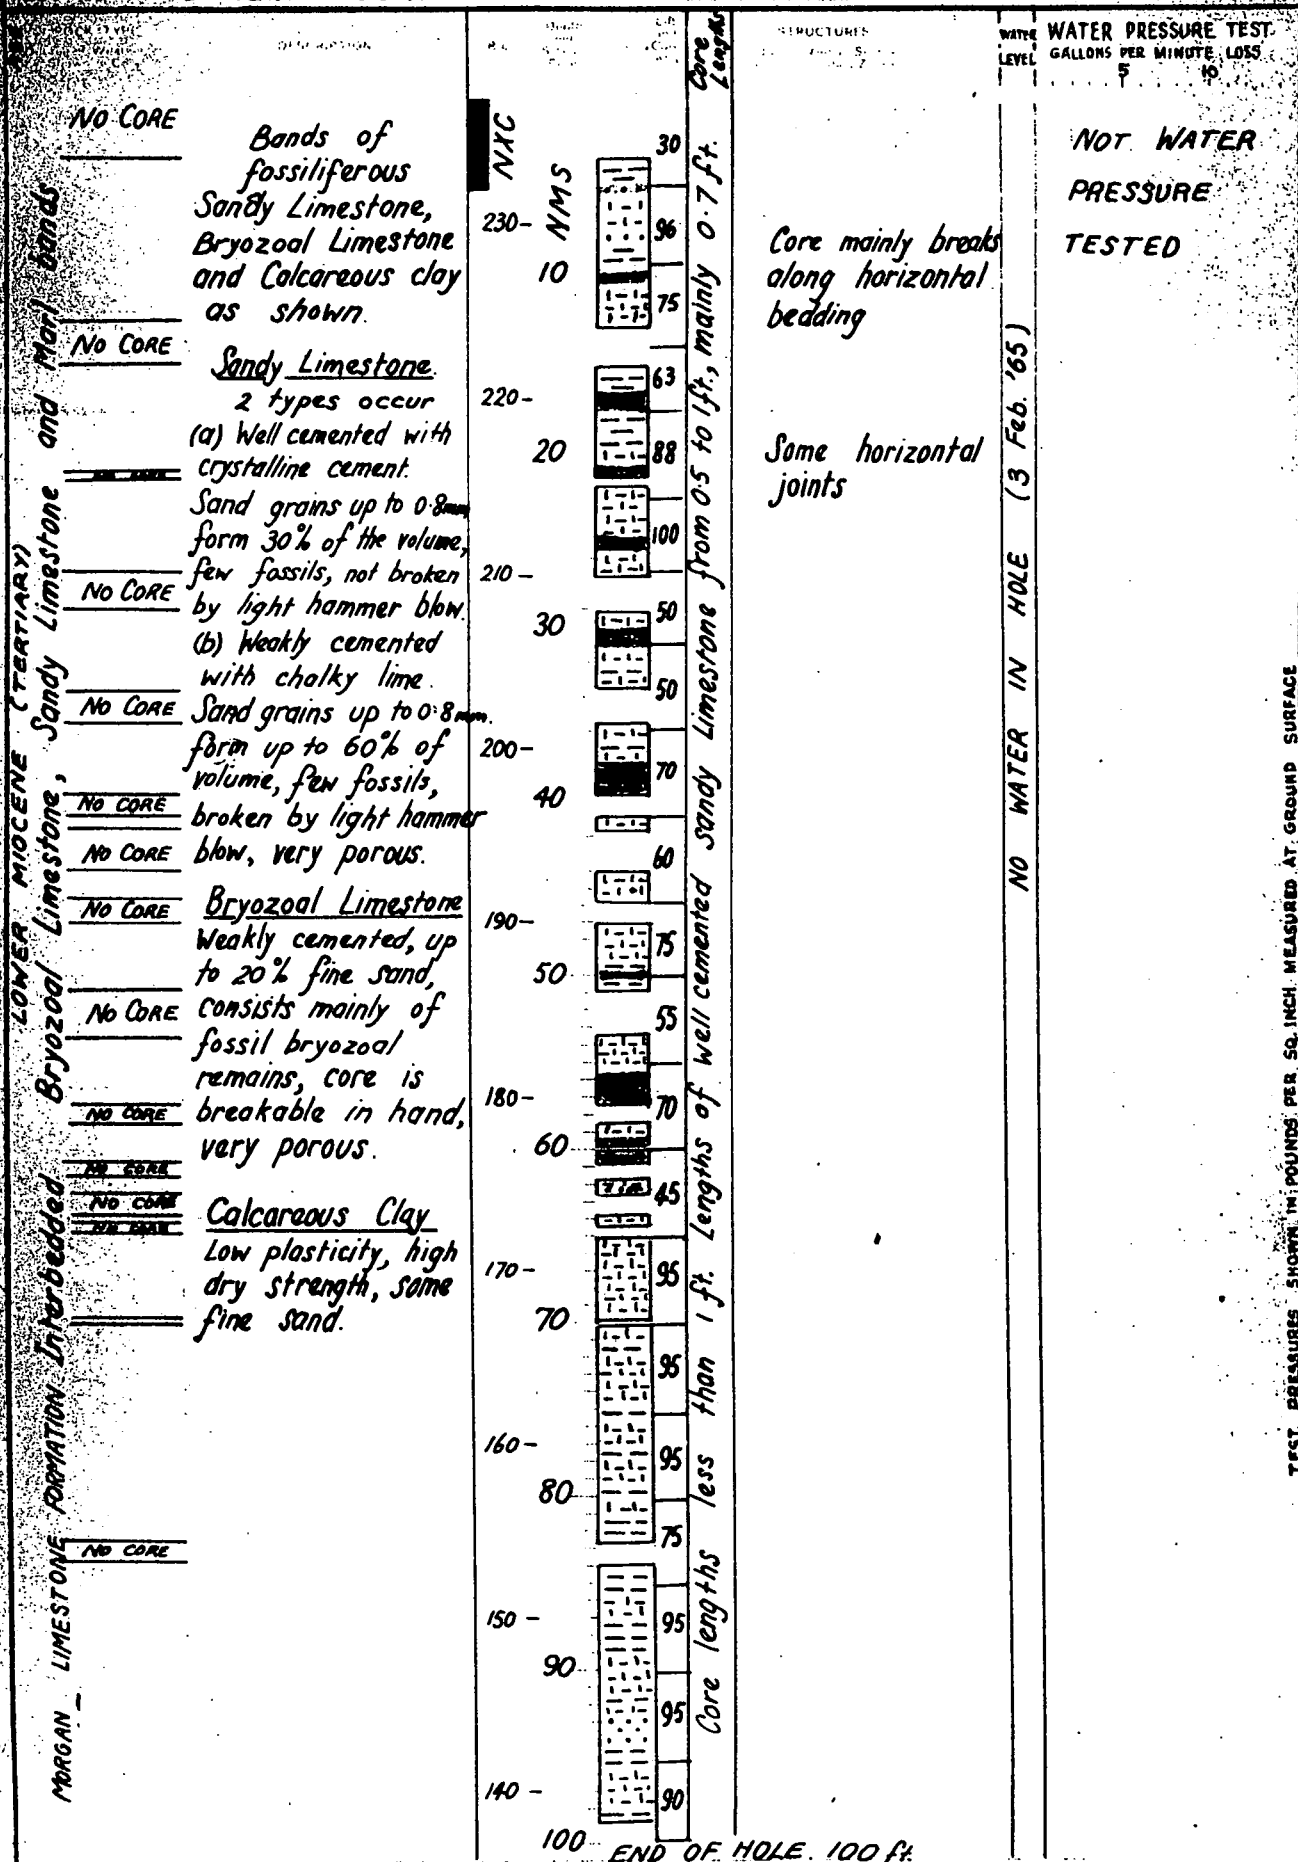 DESCRIPTION
Core Lengths
STRUCTURES
WATER LEVEL
WATER PRESSURE TEST
GALLONS PER MINUTE LOSS
5 10
LOWER MIOCENE (TERTIARY)
MORGAN LIMESTONE FORMATION Interbedded Bryozoal Limestone, Sandy Limestone and Marl bands
NO CORE
NO CORE
NO CORE
NO CORE
NO CORE
NO CORE
NO CORE
NO CORE
NO CORE
NO CORE
NO CORE
NO CORE
NO CORE
NO CORE
Bands of
fossiliferous
Sandy Limestone,
Bryozoal Limestone
and Calcareous clay
as shown.
Sandy Limestone.
2 types occur
(a) Well cemented with
crystalline cement.
Sand grains up to 0.8mm
form 30% of the volume,
few fossils, not broken
by light hammer blow.
(b) Weakly cemented
with chalky lime.
Sand grains up to 0.8mm.
form up to 60% of
volume, few fossils,
broken by light hammer
blow, very porous.
Bryozoal Limestone
Weakly cemented, up
to 20% fine sand,
consists mainly of
fossil bryozoal
remains, core is
breakable in hand,
very porous.
Calcareous Clay
Low plasticity, high
dry strength, some
fine sand.
NXC
NMS
230-
220-
210-
200-
190-
180-
170-
160-
150-
140-
10
20
30
40
50
60
70
80
90
100
30
96
75
63
88
100
50
50
70
60
75
55
70
45
95
95
95
75
95
95
90
Core lengths less than 1 ft. Lengths of well cemented sandy limestone from 0.5 to 1ft., mainly 0.7 ft.
Core mainly breaks
along horizontal
bedding
Some horizontal
joints
NO WATER IN HOLE (3 Feb. '65)
NOT WATER
PRESSURE
TESTED
TEST PRESSURES SHOWN IN POUNDS PER SQ. INCH MEASURED AT GROUND SURFACE
END OF HOLE. 100 ft.